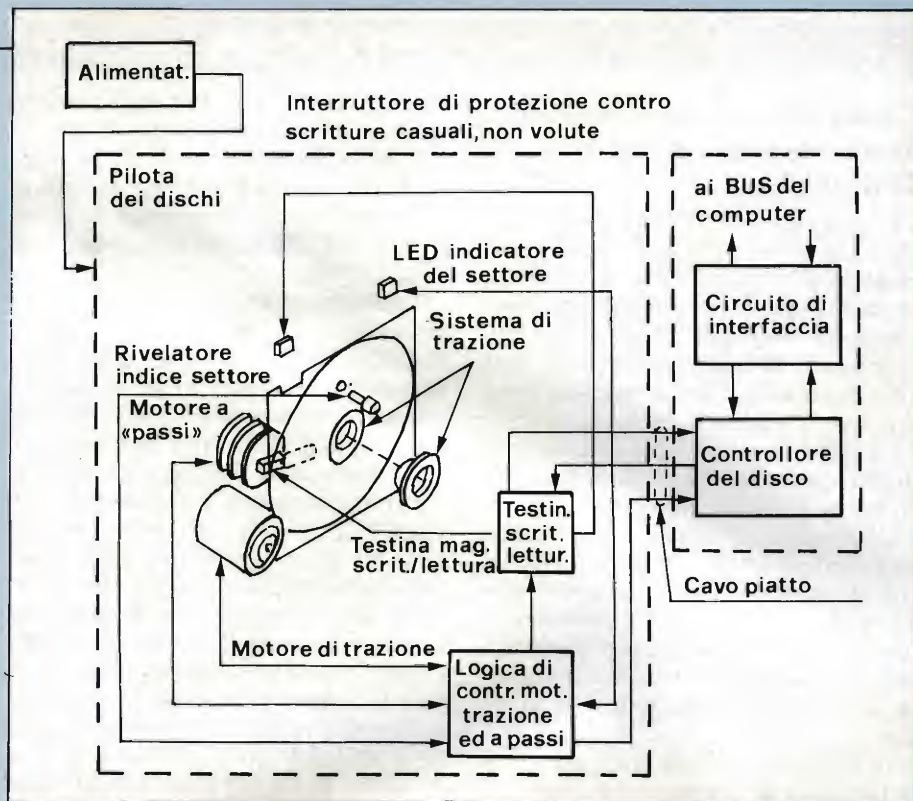 Alimentat.
Interruttore di protezione contro
scritture casuali, non volute
Pilota
dei dischi
ai BUS del
computer
LED indicatore
del settore
Circuito di
interfaccia
Sistema di
trazione
Rivelatore
indice settore
Motore a
«passi»
Controllore
del disco
Testin.
scrit.
lettur.
Testina mag.
scrit./lettura
Cavo piatto
Motore di trazione
Logica di
contr. mot.
trazione
ed a passi